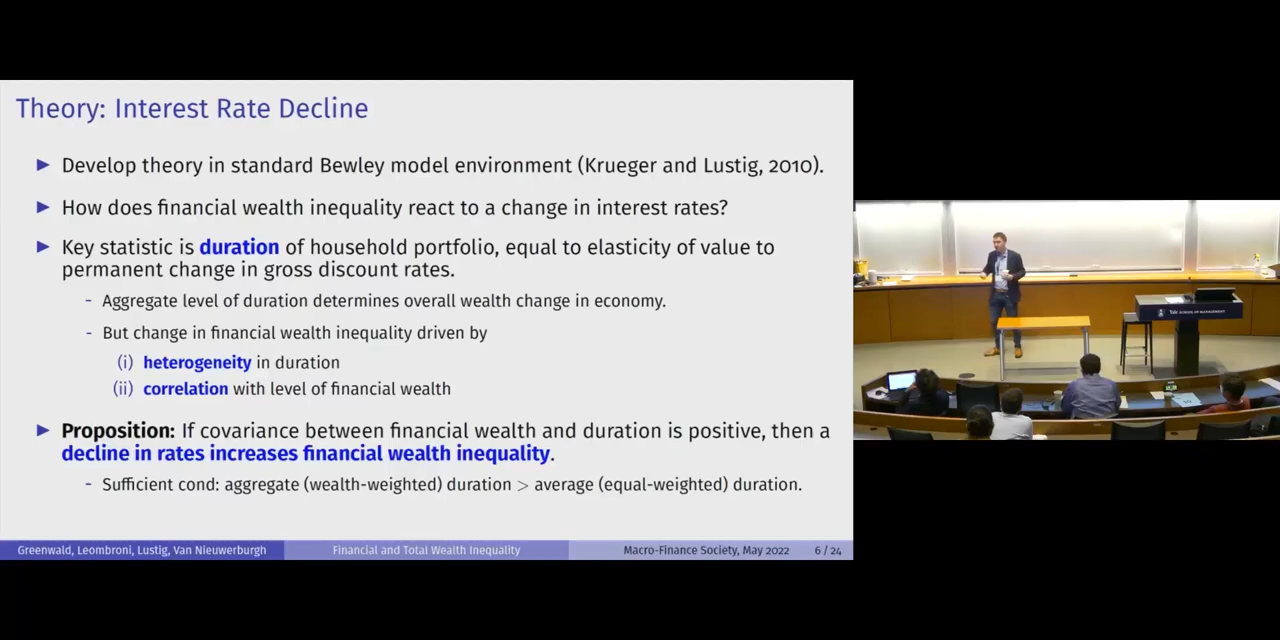 Theory: Interest Rate Decline
► Develop theory in standard Bewley model environment (Krueger and Lustig, 2010).
► How does financial wealth inequality react to a change in interest rates?
► Key statistic is duration of household portfolio, equal to elasticity of value to
permanent change in gross discount rates.
- Aggregate level of duration determines overall wealth change in economy.
- But change in financial wealth inequality driven by
(i) heterogeneity in duration
(ii) correlation with level of financial wealth
► Proposition: If covariance between financial wealth and duration is positive, then a
decline in rates increases financial wealth inequality.
- Sufficient cond: aggregate (wealth-weighted) duration > average (equal-weighted) duration.
Greenwald, Leombroni, Lustig, Van Nieuwerburgh Financial and Total Wealth Inequality Macro-Finance Society, May 2022 6 / 24
Yale SCHOOL OF MANAGEMENT